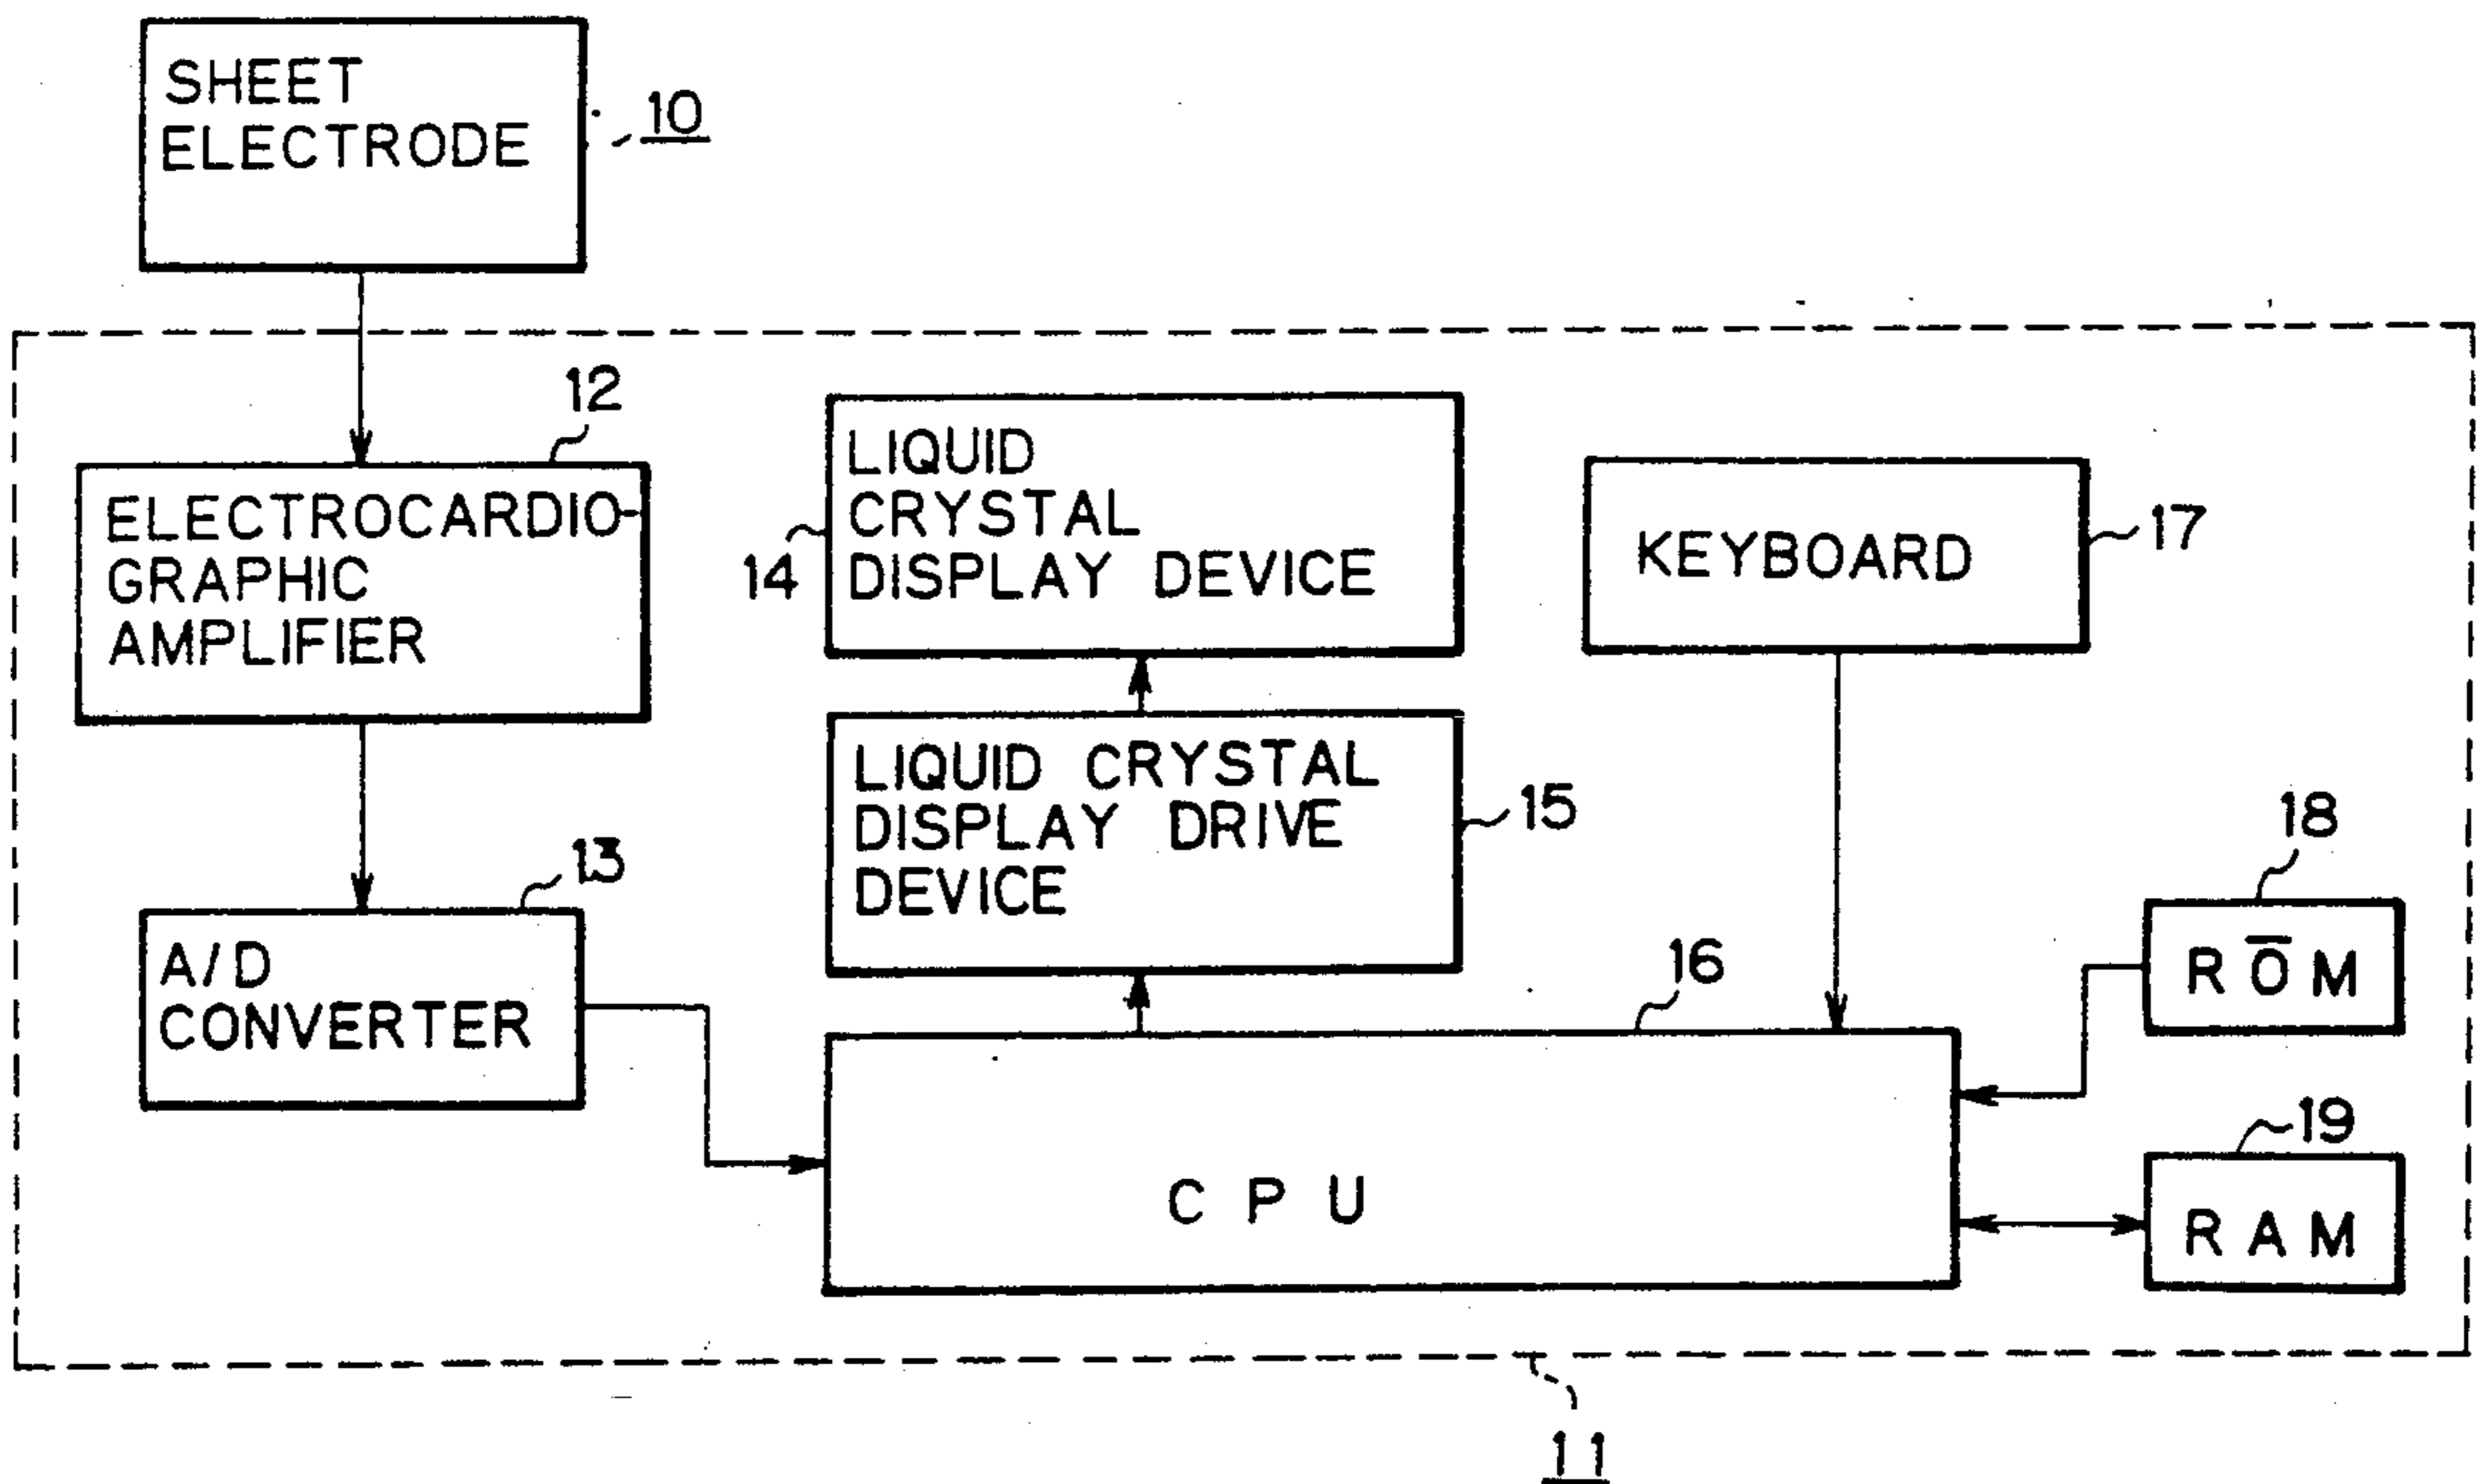 SHEET
ELECTRODE
10
12
ELECTROCARDIO-
GRAPHIC
AMPLIFIER
14
LIQUID
CRYSTAL
DISPLAY DEVICE
KEYBOARD
17
LIQUID CRYSTAL
DISPLAY DRIVE
DEVICE
15
13
A/D
CONVERTER
16
CPU
18
ROM
19
RAM
11